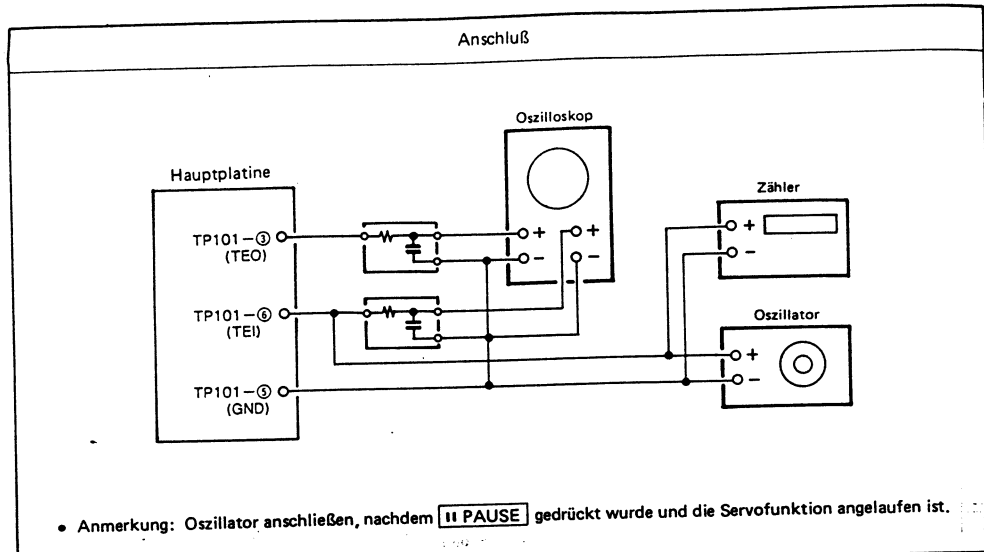 Anschluß
Oszilloskop
Hauptplatine
Zähler
TP101–③
(TEO)
+
+
+
−
−
−
TP101–⑥
(TEI)
Oszillator
+
−
TP101–⑤
(GND)
• Anmerkung: Oszillator anschließen, nachdem II PAUSE gedrückt wurde und die Servofunktion angelaufen ist.